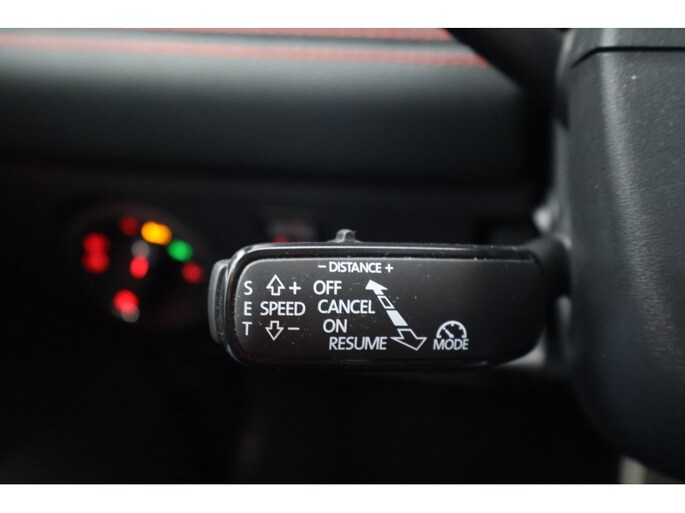 − DISTANCE +
S + OFF
E SPEED CANCEL
T − ON
RESUME MODE